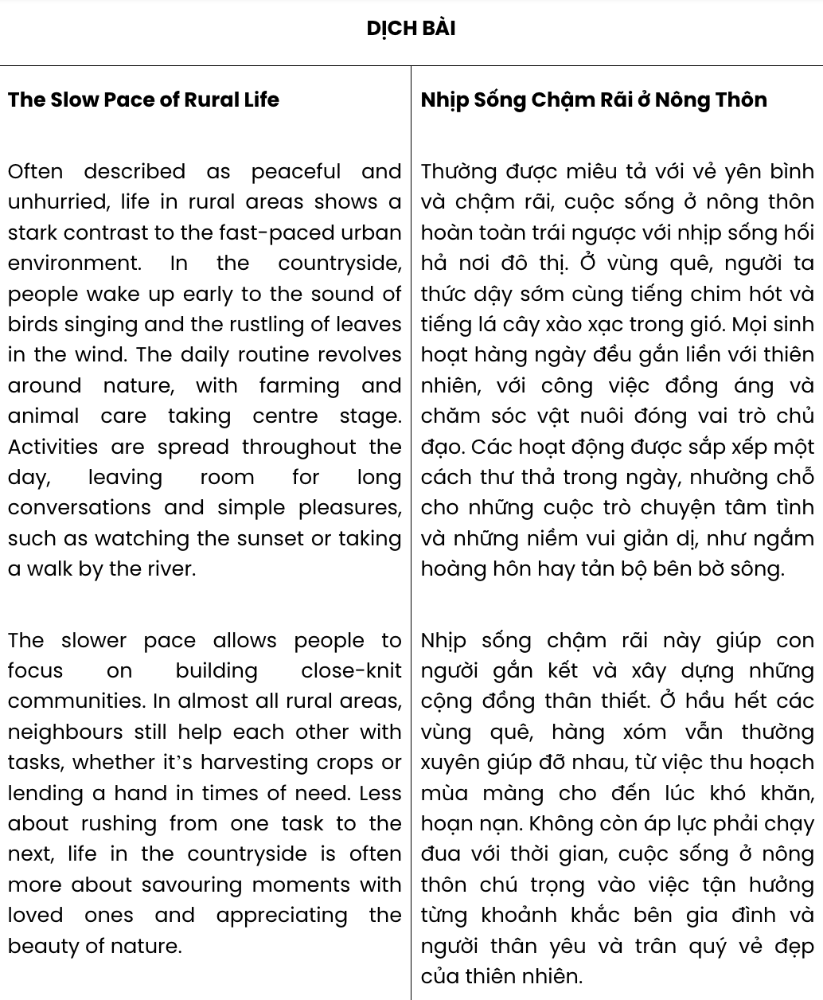 DỊCH BÀI
The Slow Pace of Rural Life
Often described as peaceful and
unhurried, life in rural areas shows a
stark contrast to the fast-paced urban
environment. In the countryside,
people wake up early to the sound of
birds singing and the rustling of leaves
in the wind. The daily routine revolves
around nature, with farming and
animal care taking centre stage.
Activities are spread throughout the
day, leaving room for long
conversations and simple pleasures,
such as watching the sunset or taking
a walk by the river.
The slower pace allows people to
focus on building close-knit
communities. In almost all rural areas,
neighbours still help each other with
tasks, whether it’s harvesting crops or
lending a hand in times of need. Less
about rushing from one task to the
next, life in the countryside is often
more about savouring moments with
loved ones and appreciating the
beauty of nature.
Nhịp Sống Chậm Rãi ở Nông Thôn
Thường được miêu tả với vẻ yên bình
và chậm rãi, cuộc sống ở nông thôn
hoàn toàn trái ngược với nhịp sống hối
hả nơi đô thị. Ở vùng quê, người ta
thức dậy sớm cùng tiếng chim hót và
tiếng lá cây xào xạc trong gió. Mọi sinh
hoạt hàng ngày đều gắn liền với thiên
nhiên, với công việc đồng áng và
chăm sóc vật nuôi đóng vai trò chủ
đạo. Các hoạt động được sắp xếp một
cách thư thả trong ngày, nhường chỗ
cho những cuộc trò chuyện tâm tình
và những niềm vui giản dị, như ngắm
hoàng hôn hay tản bộ bên bờ sông.
Nhịp sống chậm rãi này giúp con
người gắn kết và xây dựng những
cộng đồng thân thiết. Ở hầu hết các
vùng quê, hàng xóm vẫn thường
xuyên giúp đỡ nhau, từ việc thu hoạch
mùa màng cho đến lúc khó khăn,
hoạn nạn. Không còn áp lực phải chạy
đua với thời gian, cuộc sống ở nông
thôn chú trọng vào việc tận hưởng
từng khoảnh khắc bên gia đình và
người thân yêu và trân quý vẻ đẹp
của thiên nhiên.